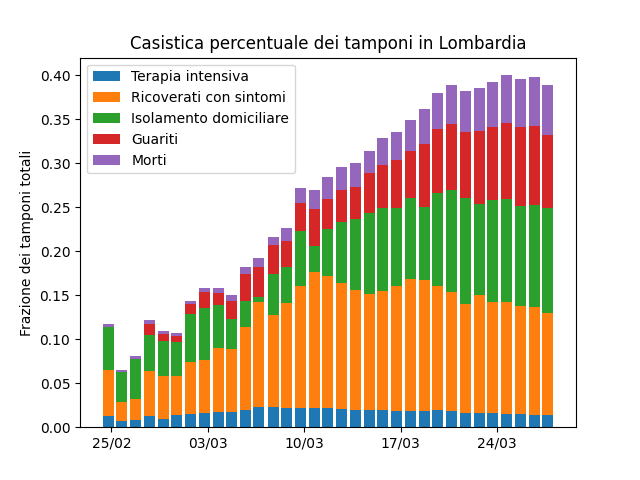 Casistica percentuale dei tamponi in Lombardia
Terapia intensiva
Ricoverati con sintomi
Isolamento domiciliare
Guariti
Morti
Frazione dei tamponi totali
0.40
0.35
0.30
0.25
0.20
0.15
0.10
0.05
0.00
25/02
03/03
10/03
17/03
24/03